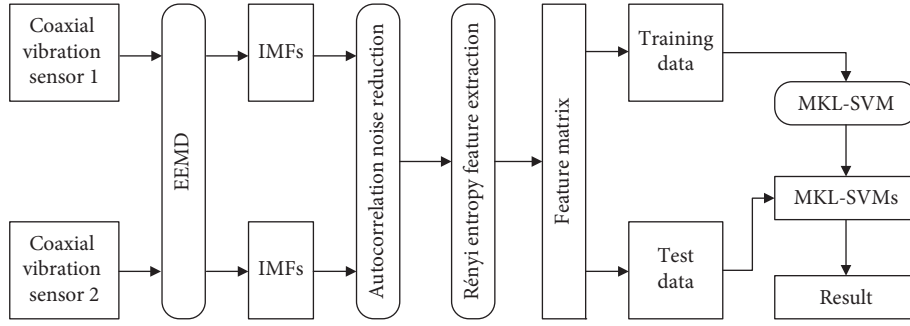 Coaxial
vibration
sensor 1
Coaxial
vibration
sensor 2
EEMD
IMFs
IMFs
Autocorrelation noise reduction
Rényi entropy feature extraction
Feature matrix
Training
data
Test
data
MKL-SVM
MKL-SVMs
Result